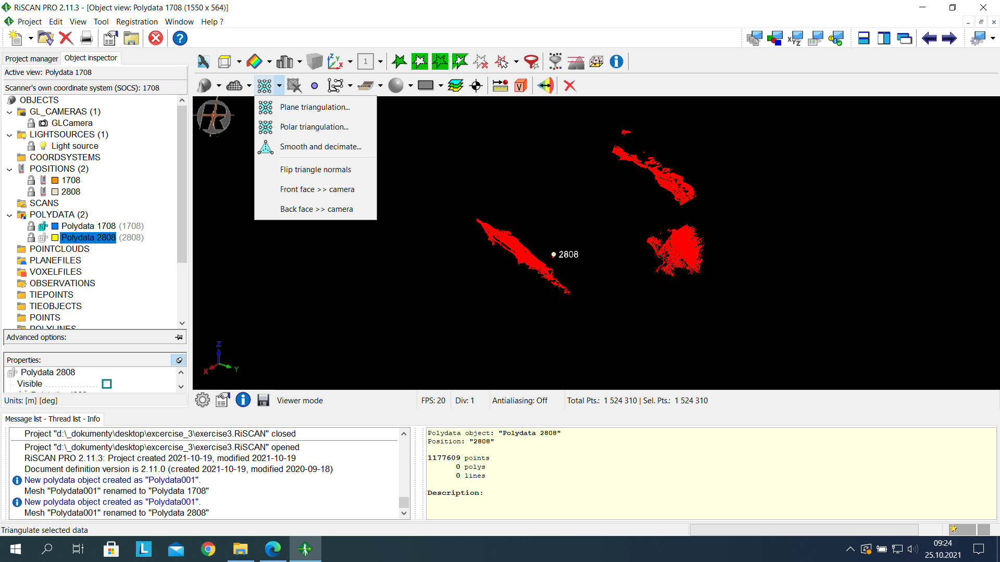 RiSCAN PRO 2.11.3 - [Object view: Polydata 1708 (1550 x 564)]
Project Edit View Tool Registration Window Help ?
Project manager Object inspector
Active view: Polydata 1708
Scanner's own coordinate system (SOCS): 1708
OBJECTS
GL_CAMERAS (1)
GLCamera
LIGHTSOURCES (1)
Light source
COORDSYSTEMS
POSITIONS (2)
1708
2808
SCANS
POLYDATA (2)
Polydata 1708 (1708)
Polydata 2808 (2808)
POINTCLOUDS
PLANEFILES
VOXELFILES
OBSERVATIONS
TIEPOINTS
TIEOBJECTS
POINTS
POLYLINES
Advanced options:
Properties:
Polydata 2808
Visible
Units: [m] [deg]
XYZ
Z
Y
X
1
V
Plane triangulation...
Polar triangulation...
Smooth and decimate...
Flip triangle normals
Front face >> camera
Back face >> camera
2808
Z
X
Y
Viewer mode
FPS: 20 Div: 1 Antialiasing: Off Total Pts.: 1 524 310 | Sel. Pts.: 1 524 310
Message list - Thread list - Info
Project "d:\_dokumenty\desktop\excercise_3\exercise3.RiSCAN" closed
Project "d:\_dokumenty\desktop\excercise_3\exercise3.RiSCAN" opened
RiSCAN PRO 2.11.3: Project created 2021-10-19, modified 2021-10-19
Document definition version is 2.11.0 (created 2021-10-19, modified 2020-09-18)
New polydata object created as "Polydata001".
Mesh "Polydata001" renamed to "Polydata 1708"
New polydata object created as "Polydata001".
Mesh "Polydata001" renamed to "Polydata 2808"
Polydata object: "Polydata 2808"
Position: "2808"
1177609 points
0 polys
0 lines
Description:
Triangulate selected data
L
09:24
25.10.2021